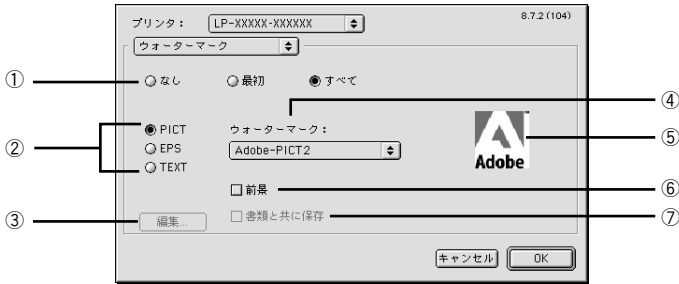 プリンタ： LP-XXXXX-XXXXXX 8.7.2 (104)
ウォーターマーク
① なし 最初 すべて
④
② PICT ウォーターマーク： ⑤
EPS Adobe-PICT2
TEXT Adobe
前景 ⑥
③ 編集... 書類と共に保存 ⑦
キャンセル OK